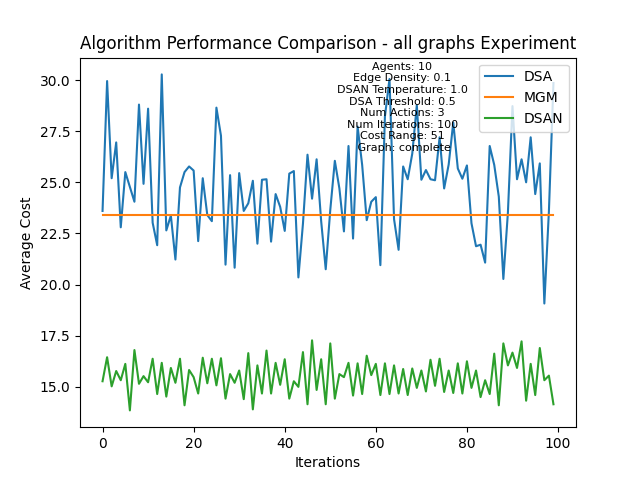 Algorithm Performance Comparison - all graphs Experiment
Agents: 10
Edge Density: 0.1
DSAN Temperature: 1.0
DSA Threshold: 0.5
Num Actions: 3
Num Iterations: 100
Cost Range: 51
Graph: complete
DSA
MGM
DSAN
Average Cost
30.0
27.5
25.0
22.5
20.0
17.5
15.0
0
20
40
60
80
100
Iterations